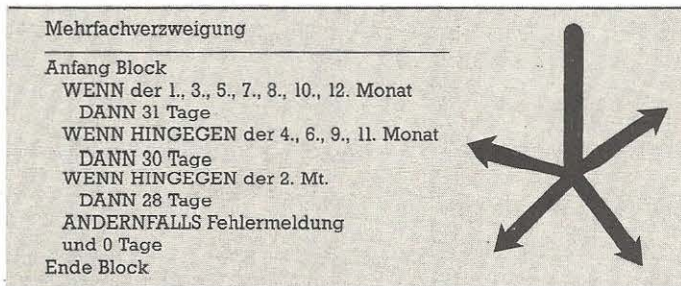 Mehrfachverzweigung
Anfang Block
WENN der 1., 3., 5., 7., 8., 10., 12. Monat
DANN 31 Tage
WENN HINGEGEN der 4., 6., 9., 11. Monat
DANN 30 Tage
WENN HINGEGEN der 2. Mt.
DANN 28 Tage
ANDERNFALLS Fehlermeldung
und 0 Tage
Ende Block